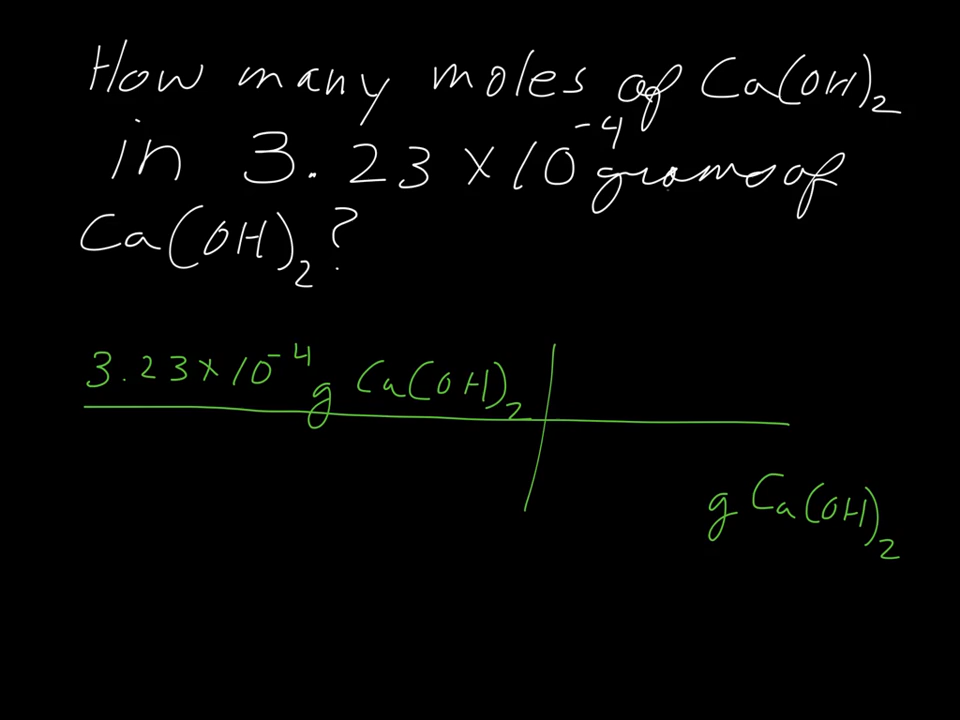 How many moles of Ca(OH)₂
in 3.23 x 10⁻⁴ grams of
Ca(OH)₂?
3.23 x 10⁻⁴ g Ca(OH)₂
g Ca(OH)₂